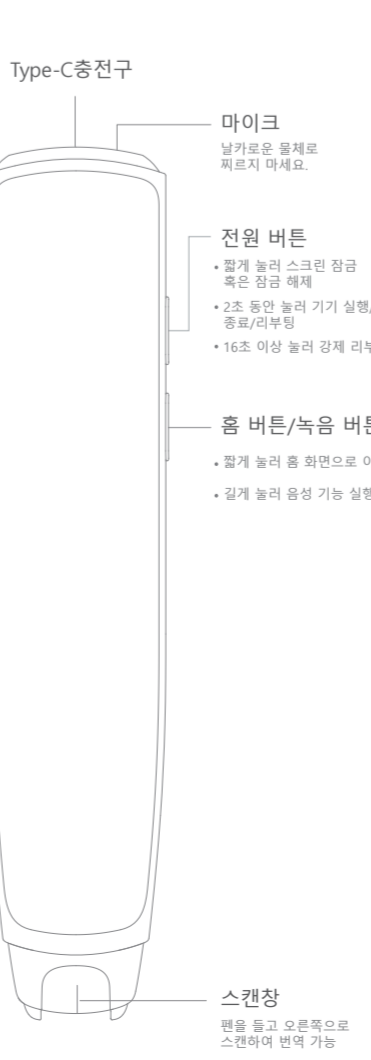 Type-C충전구
마이크
날카로운 물체로
찌르지 마세요.
전원 버튼
• 짧게 눌러 스크린 잠금
혹은 잠금 해제
• 2초 동안 눌러 기기 실행/
종료/리부팅
• 16초 이상 눌러 강제
홈 버튼/녹음
• 짧게 눌러 홈 화면으로
• 길게 눌러 음성 기능
스캔창
펜을 들고 오른쪽으로
스캔하여 번역 가능